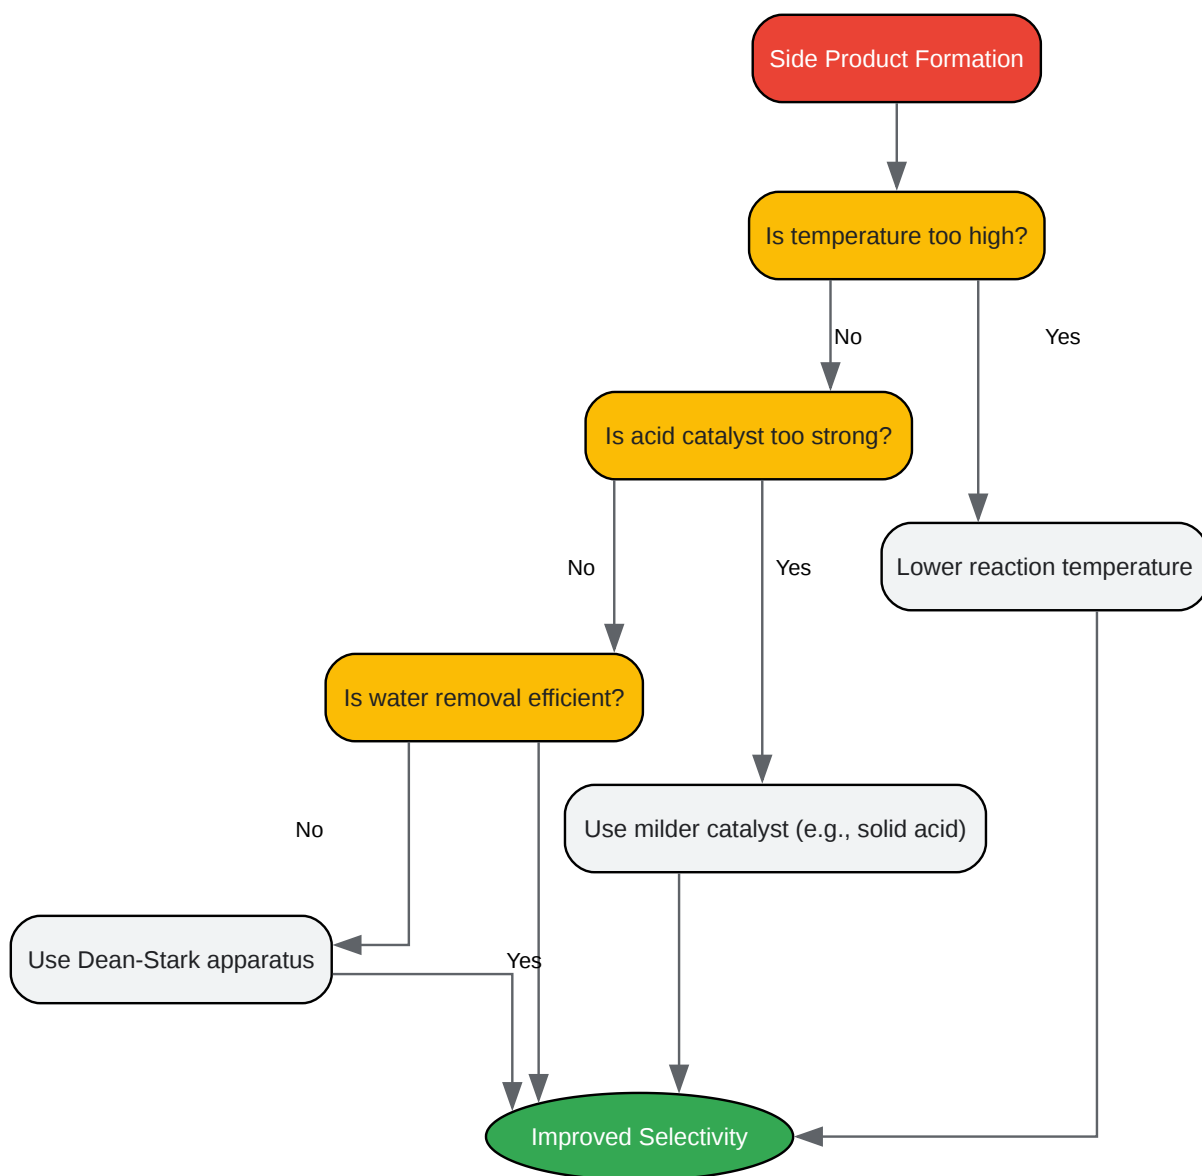 Side Product Formation
Is temperature too high?
No
Yes
Is acid catalyst too strong?
No
Yes
Lower reaction temperature
Is water removal efficient?
No
Use milder catalyst (e.g., solid acid)
Use Dean-Stark apparatus
Yes
Improved Selectivity